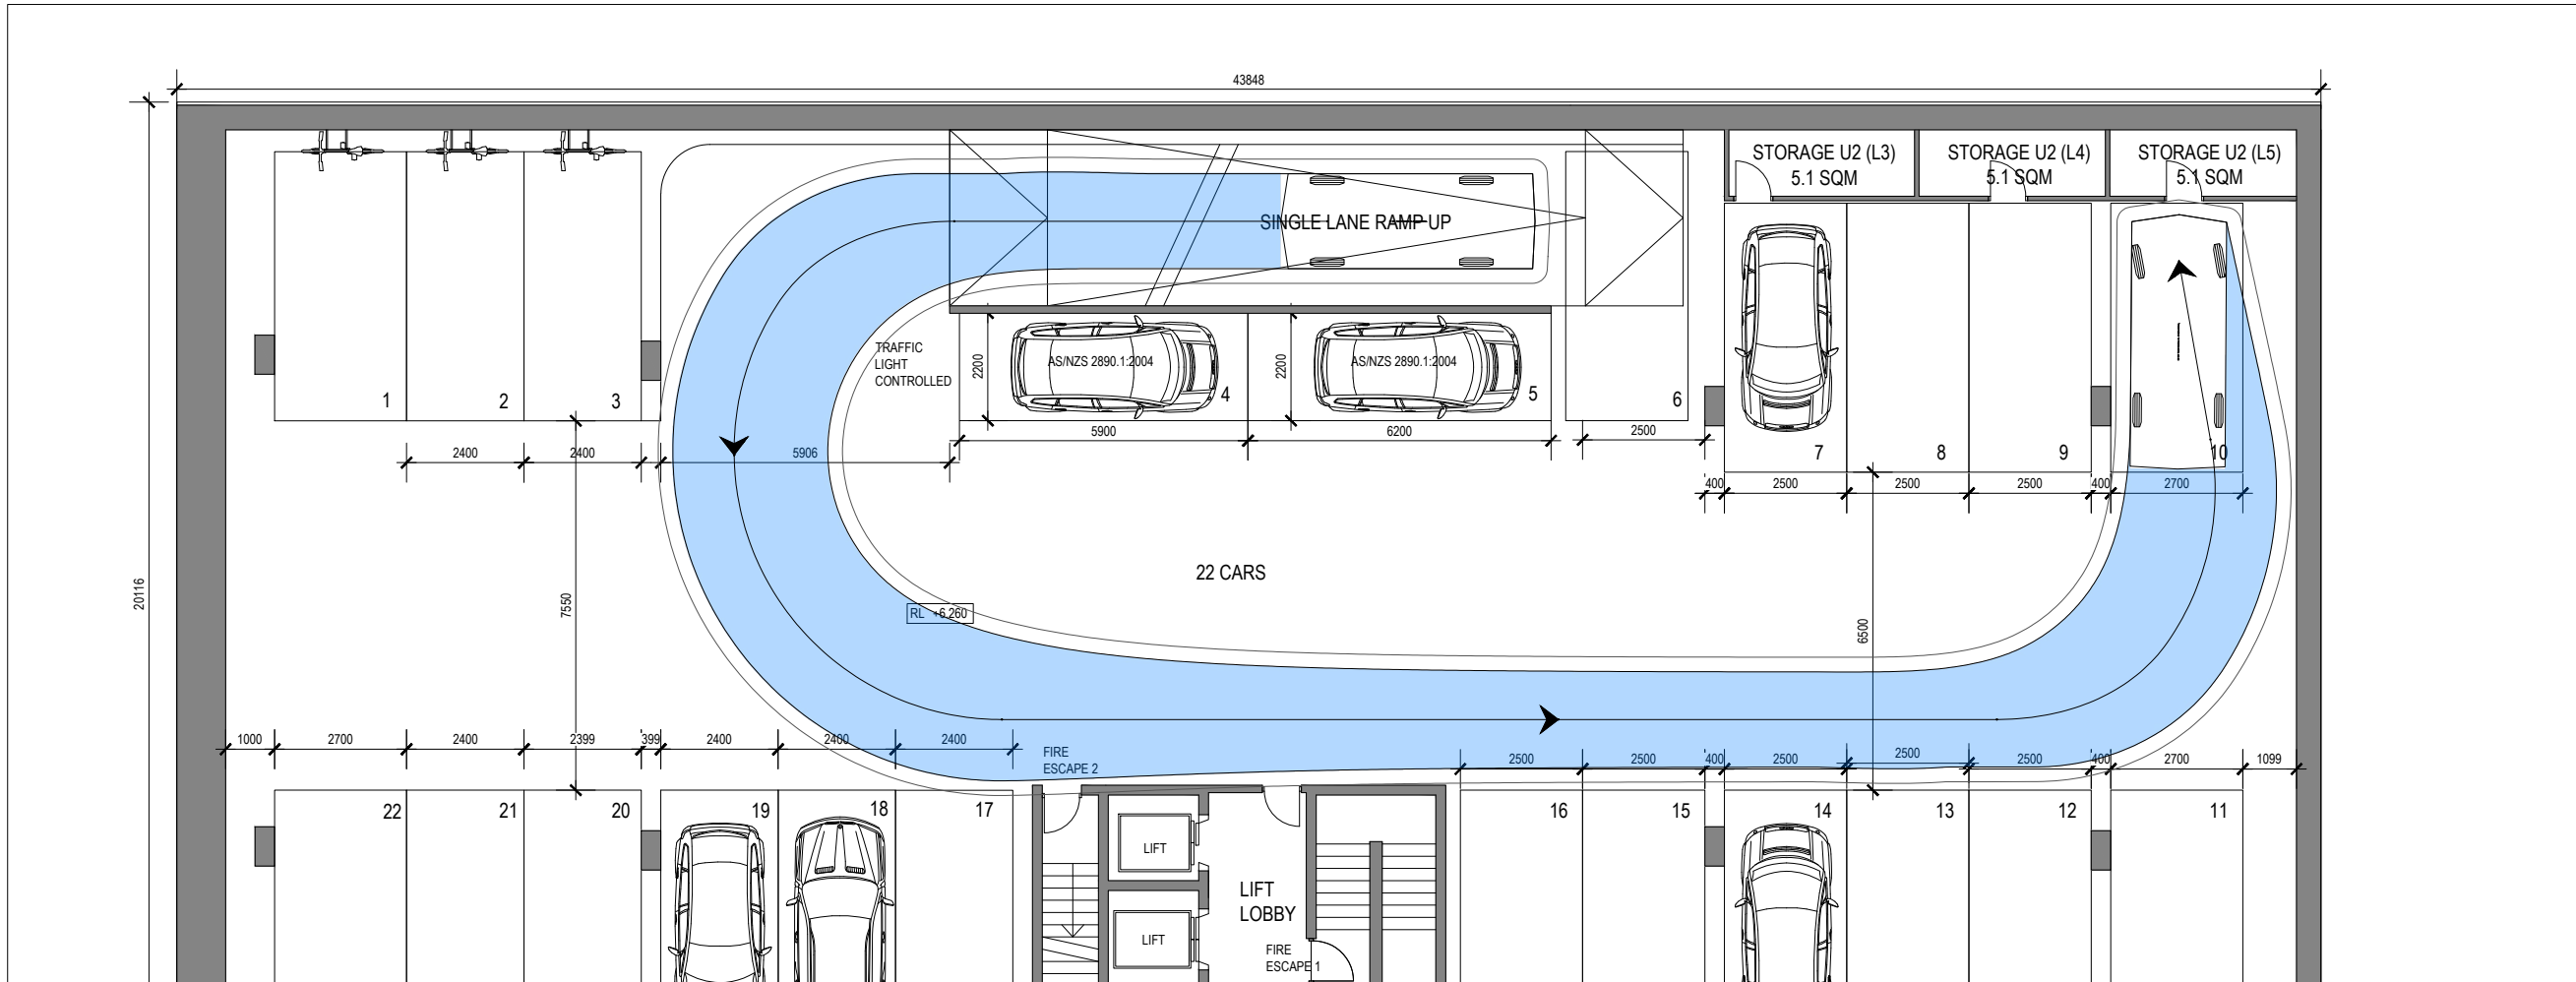 43848
STORAGE U2 (L3)
5.1 SQM
STORAGE U2 (L4)
5.1 SQM
STORAGE U2 (L5)
5.1 SQM
SINGLE LANE RAMP UP
TRAFFIC
LIGHT
CONTROLLED
2200
AS/NZS 2890.1:2004
4
2200
AS/NZS 2890.1:2004
5
6
1
2
3
5900
6200
2500
7
8
9
10
2400
2400
5906
400
2500
2500
2500
400
2700
20116
7550
22 CARS
RL +6.260
6500
1000
2700
2400
2399
399
2400
2400
2400
FIRE
ESCAPE 2
2500
2500
400
2500
2500
2500
400
2700
1099
22
21
20
19
18
17
16
15
14
13
12
11
LIFT
LIFT
LOBBY
LIFT
FIRE
ESCAPE 1